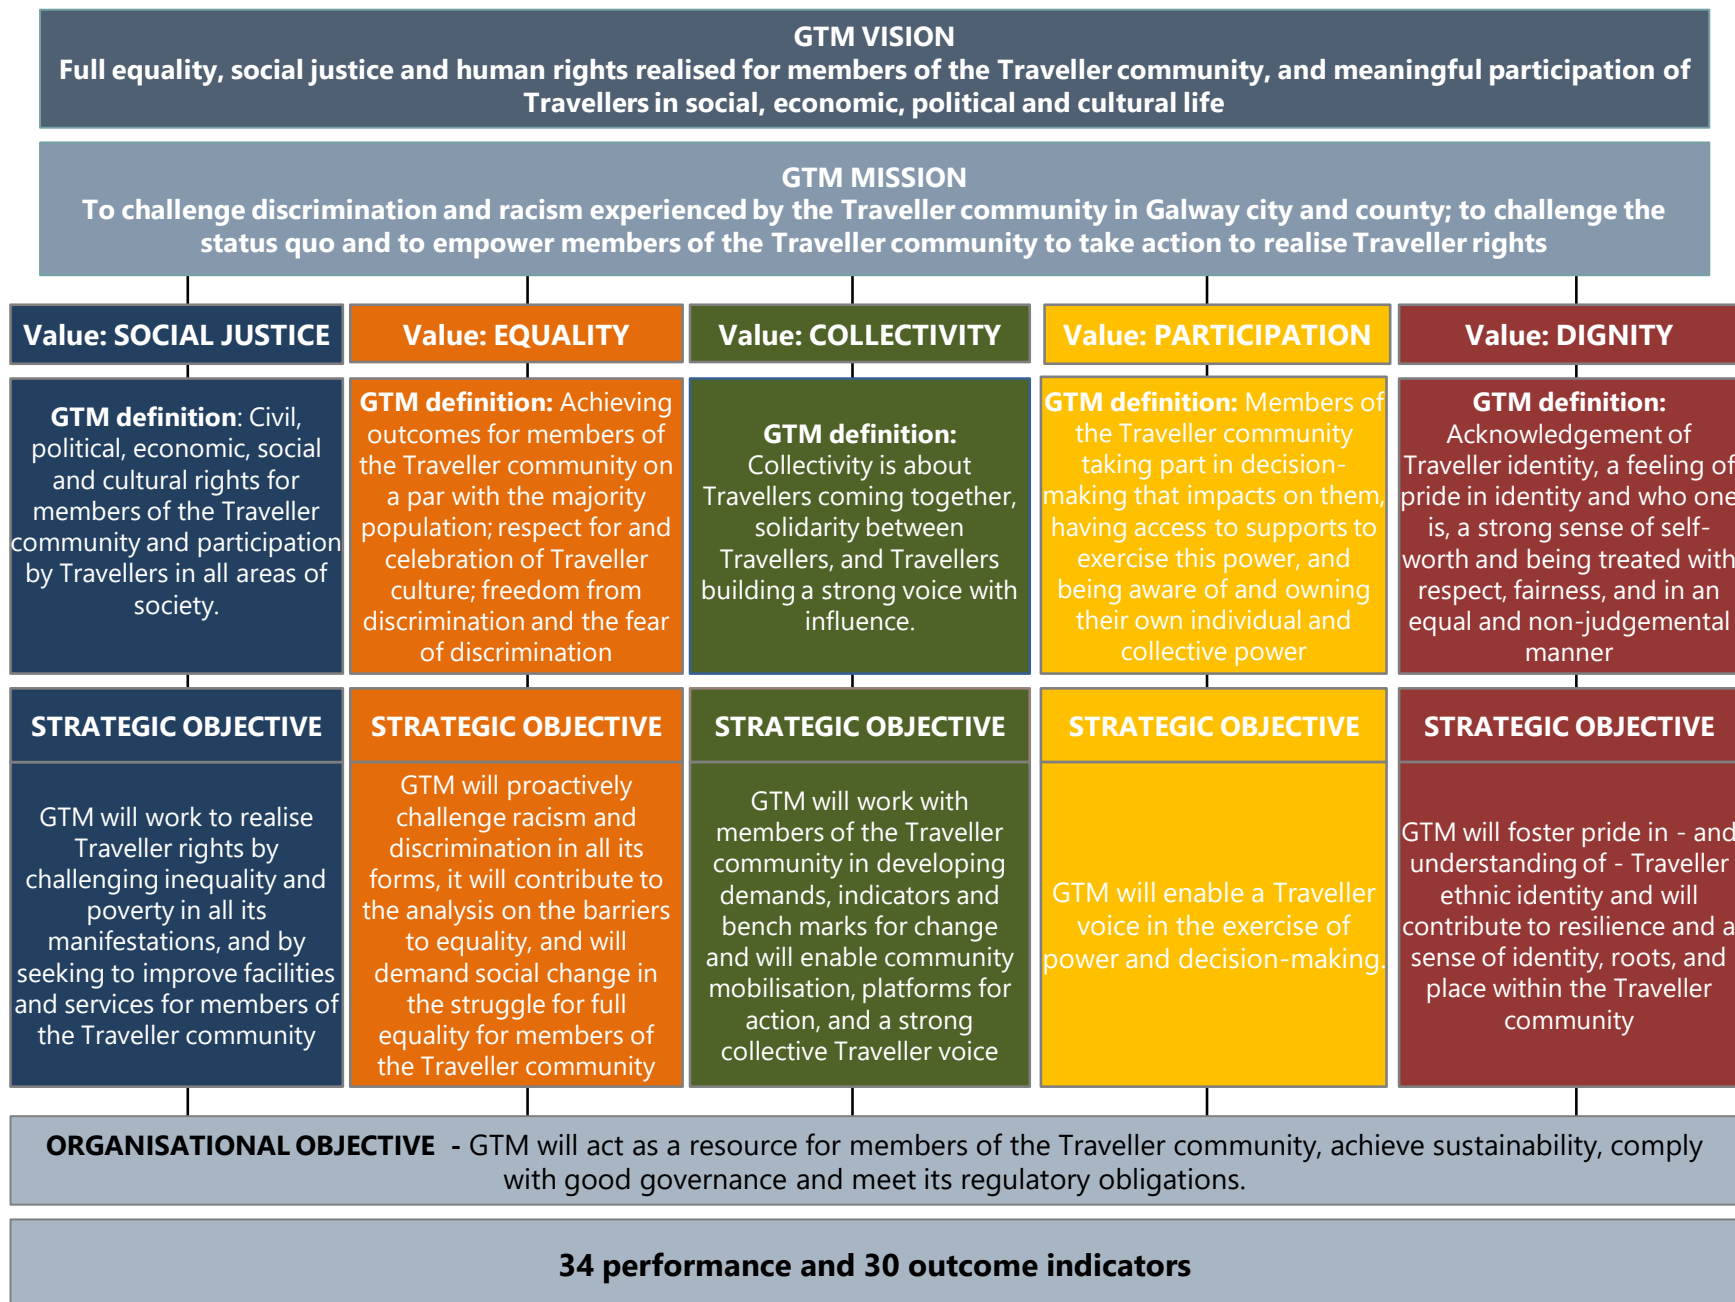 GTM VISION
Full equality, social justice and human rights realised for members of the Traveller community, and meaningful participation of
Travellers in social, economic, political and cultural life
GTM MISSION
To challenge discrimination and racism experienced by the Traveller community in Galway city and county; to challenge the
status quo and to empower members of the Traveller community to take action to realise Traveller rights
Value: SOCIAL JUSTICE
GTM definition: Civil,
political, economic, social
and cultural rights for
members of the Traveller
community and participation
by Travellers in all areas of
society.
STRATEGIC OBJECTIVE
GTM will work to realise
Traveller rights by
challenging inequality and
poverty in all its
manifestations, and by
seeking to improve facilities
and services for members of
the Traveller community
Value: EQUALITY
GTM definition: Achieving
outcomes for members of
the Traveller community on
a par with the majority
population; respect for and
celebration of Traveller
culture; freedom from
discrimination and the fear
of discrimination
STRATEGIC OBJECTIVE
GTM will proactively
challenge racism and
discrimination in all its
forms, it will contribute to
the analysis on the barriers
to equality, and will
demand social change in
the struggle for full
equality for members of
the Traveller community
Value: COLLECTIVITY
GTM definition:
Collectivity is about
Travellers coming together,
solidarity between
Travellers, and Travellers
building a strong voice with
influence.
STRATEGIC OBJECTIVE
GTM will work with
members of the Traveller
community in developing
demands, indicators and
bench marks for change
and will enable community
mobilisation, platforms for
action, and a strong
collective Traveller voice
Value: PARTICIPATION
GTM definition: Members of
the Traveller community
taking part in decision-
making that impacts on them,
having access to supports to
exercise this power, and
being aware of and owning
their own individual and
collective power
STRATEGIC OBJECTIVE
GTM will enable a Traveller
voice in the exercise of
power and decision-making.
Value: DIGNITY
GTM definition:
Acknowledgement of
Traveller identity, a feeling of
pride in identity and who one
is, a strong sense of self-
worth and being treated with
respect, fairness, and in an
equal and non-judgemental
manner
STRATEGIC OBJECTIVE
GTM will foster pride in - and
understanding of - Traveller
ethnic identity and will
contribute to resilience and a
sense of identity, roots, and
place within the Traveller
community
ORGANISATIONAL OBJECTIVE - GTM will act as a resource for members of the Traveller community, achieve sustainability, comply
with good governance and meet its regulatory obligations.
34 performance and 30 outcome indicators